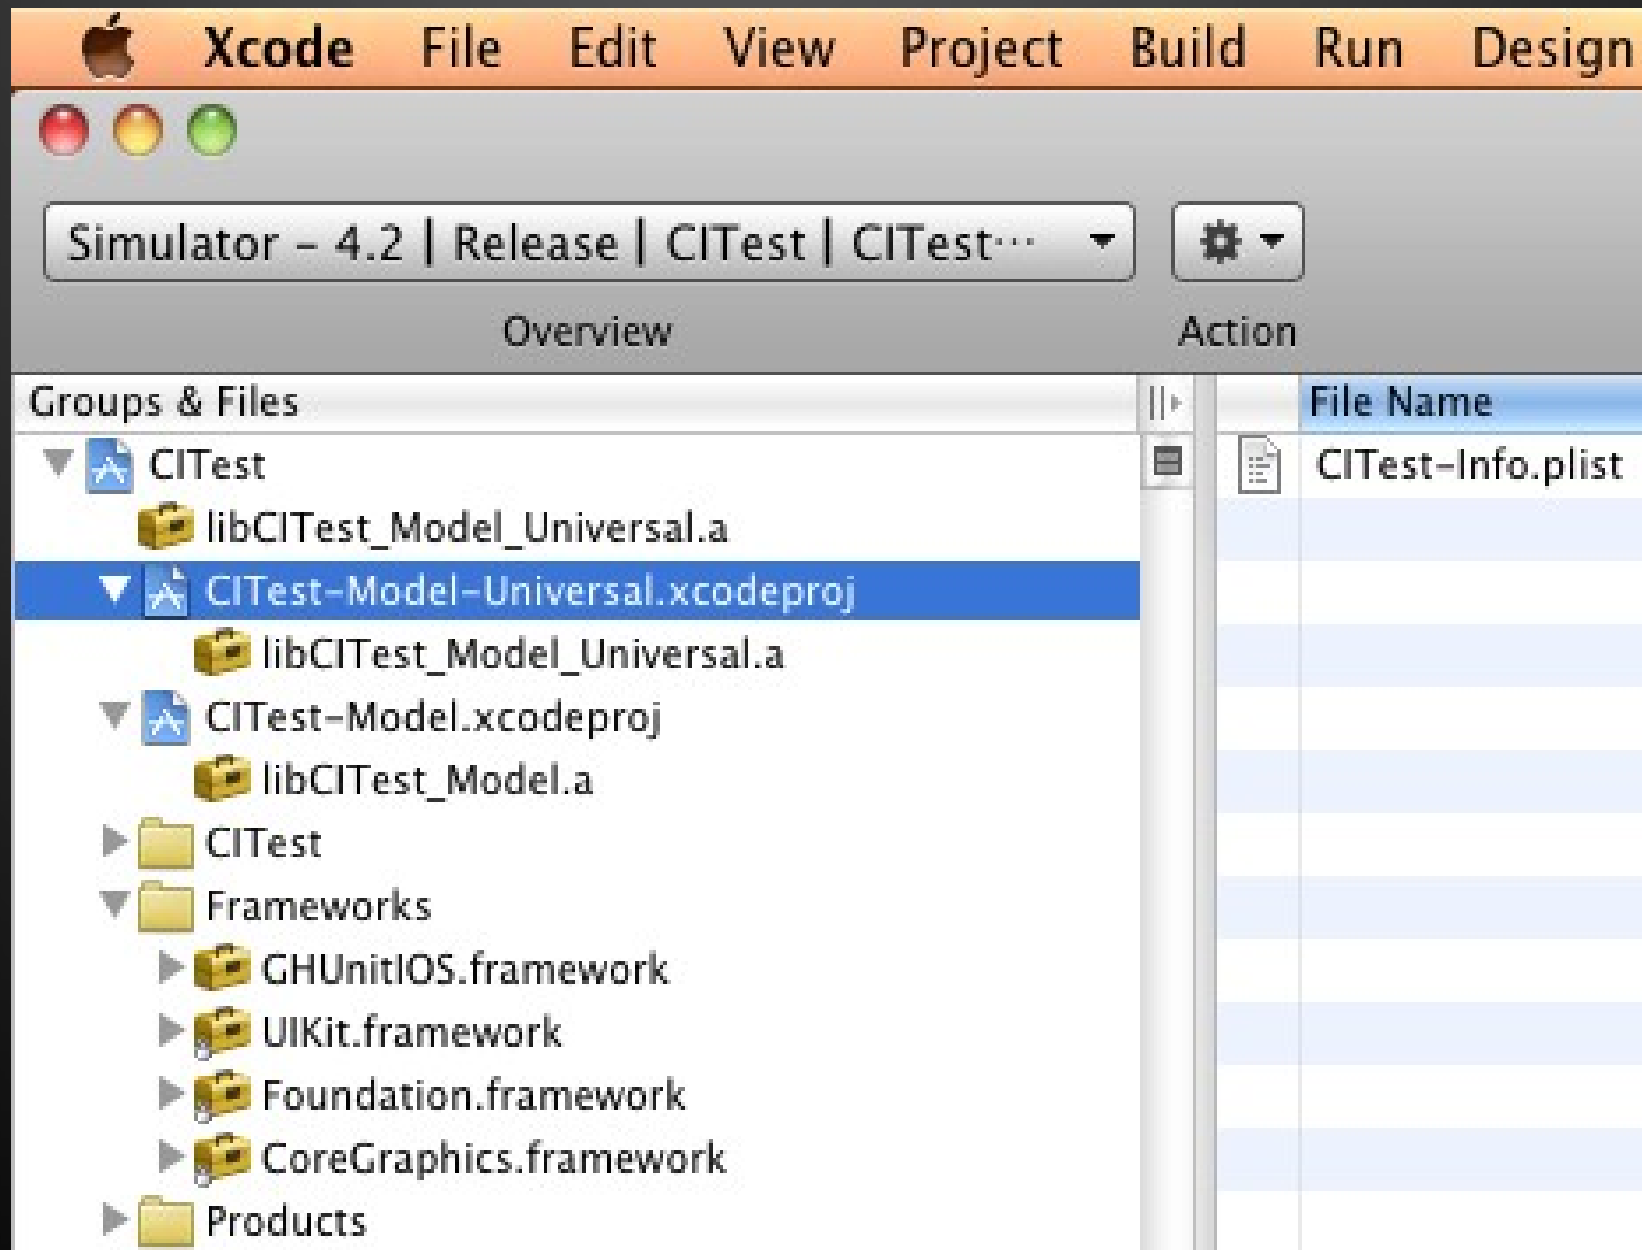 Xcode File Edit View Project Build Run Design
Simulator – 4.2 | Release | CITest | CITest···
Overview Action
Groups & Files File Name
CITest CITest–Info.plist
libCITest_Model_Universal.a
CITest–Model–Universal.xcodeproj
libCITest_Model_Universal.a
CITest–Model.xcodeproj
libCITest_Model.a
CITest
Frameworks
GHUnitIOS.framework
UIKit.framework
Foundation.framework
CoreGraphics.framework
Products